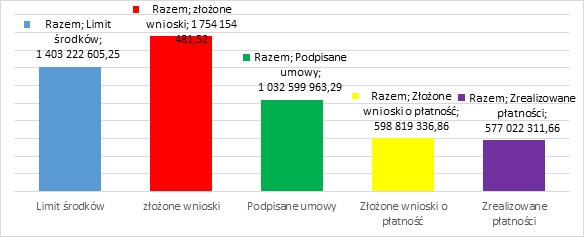 Razem; Limit
środków;
1 403 222 605,25
Razem; złożone
wnioski; 1 754 154
481,52
Razem; Podpisane
umowy;
1 032 599 963,29
Razem; Złożone
wnioski o płatność;
598 819 336,86
Razem; Zrealizowane
płatności;
577 022 311,66
Limit środków
złożone wnioski
Podpisane umowy
Złożone wnioski o
płatność
Zrealizowane
płatności